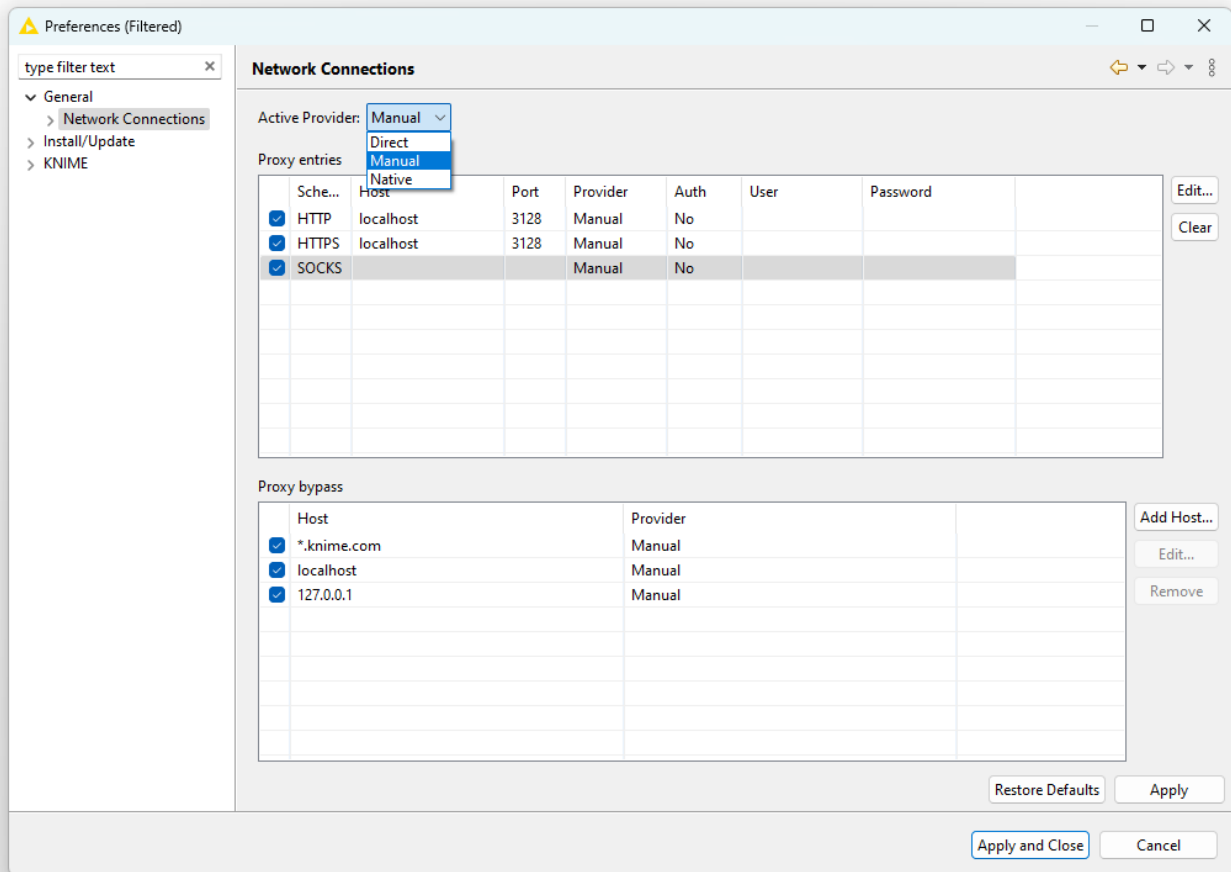 Preferences (Filtered)
type filter text
General
Network Connections
Install/Update
KNIME
Network Connections
Active Provider: Manual
Direct
Manual
Native
Proxy entries
Sche... Host Port Provider Auth User Password
HTTP localhost 3128 Manual No
HTTPS localhost 3128 Manual No
SOCKS Manual No
Edit...
Clear
Proxy bypass
Host Provider
*.knime.com Manual
localhost Manual
127.0.0.1 Manual
Add Host...
Edit...
Remove
Restore Defaults Apply
Apply and Close Cancel